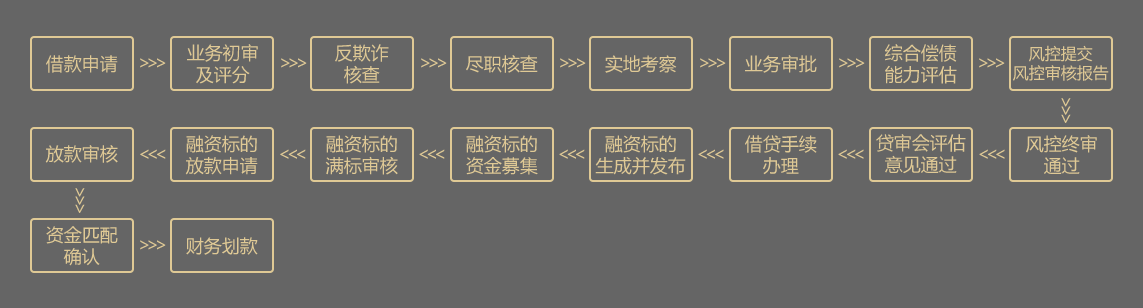 借款申请
>>>
业务初审
及评分
>>>
反欺诈
核查
>>>
尽职核查
>>>
实地考察
>>>
业务审批
>>>
综合偿债
能力评估
>>>
风控提交
风控审核报告
>>>
风控终审
通过
<<<
贷审会评估
意见通过
<<<
借贷手续
办理
<<<
融资标的
生成并发布
<<<
融资标的
资金募集
<<<
融资标的
满标审核
<<<
融资标的
放款申请
<<<
放款审核
>>>
资金匹配
确认
>>>
财务划款